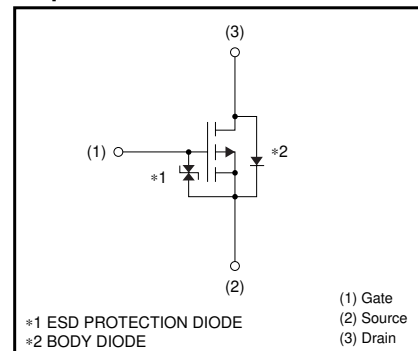 (3)
(1)
*2
*1
(2)
*1 ESD PROTECTION DIODE
*2 BODY DIODE
(1) Gate
(2) Source
(3) Drain